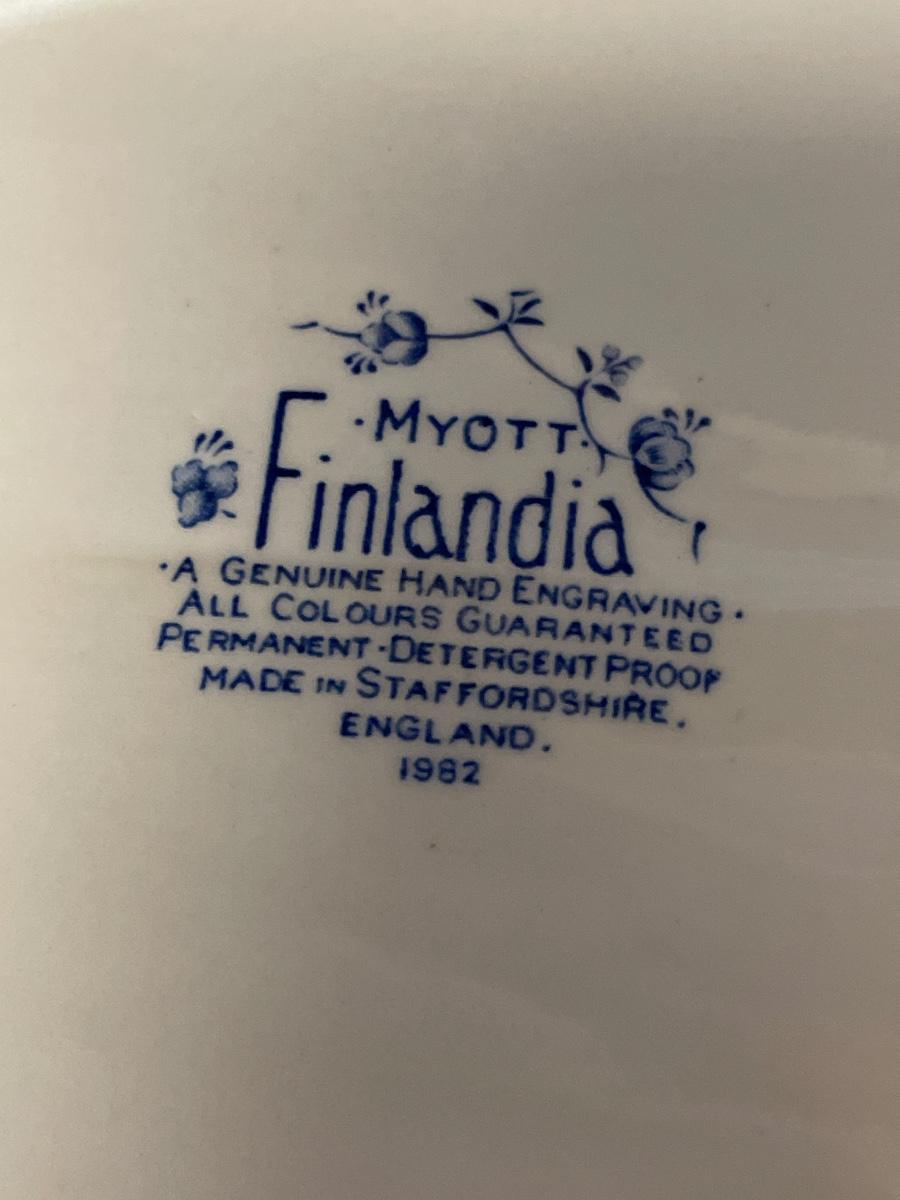 ·MYOTT·
Finlandia
·A GENUINE HAND ENGRAVING·
ALL COLOURS GUARANTEED
PERMANENT·DETERGENT PROOF
MADE IN STAFFORDSHIRE.
ENGLAND.
1982